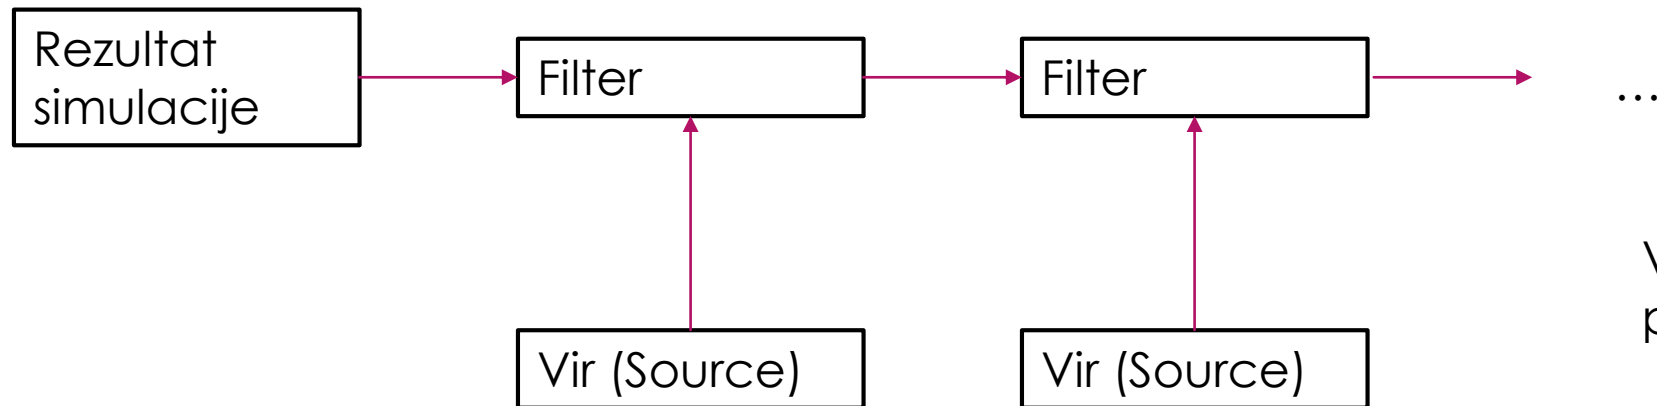 Rezultat
simulacije
Filter
Filter
...
Vir (Source)
Vir (Source)